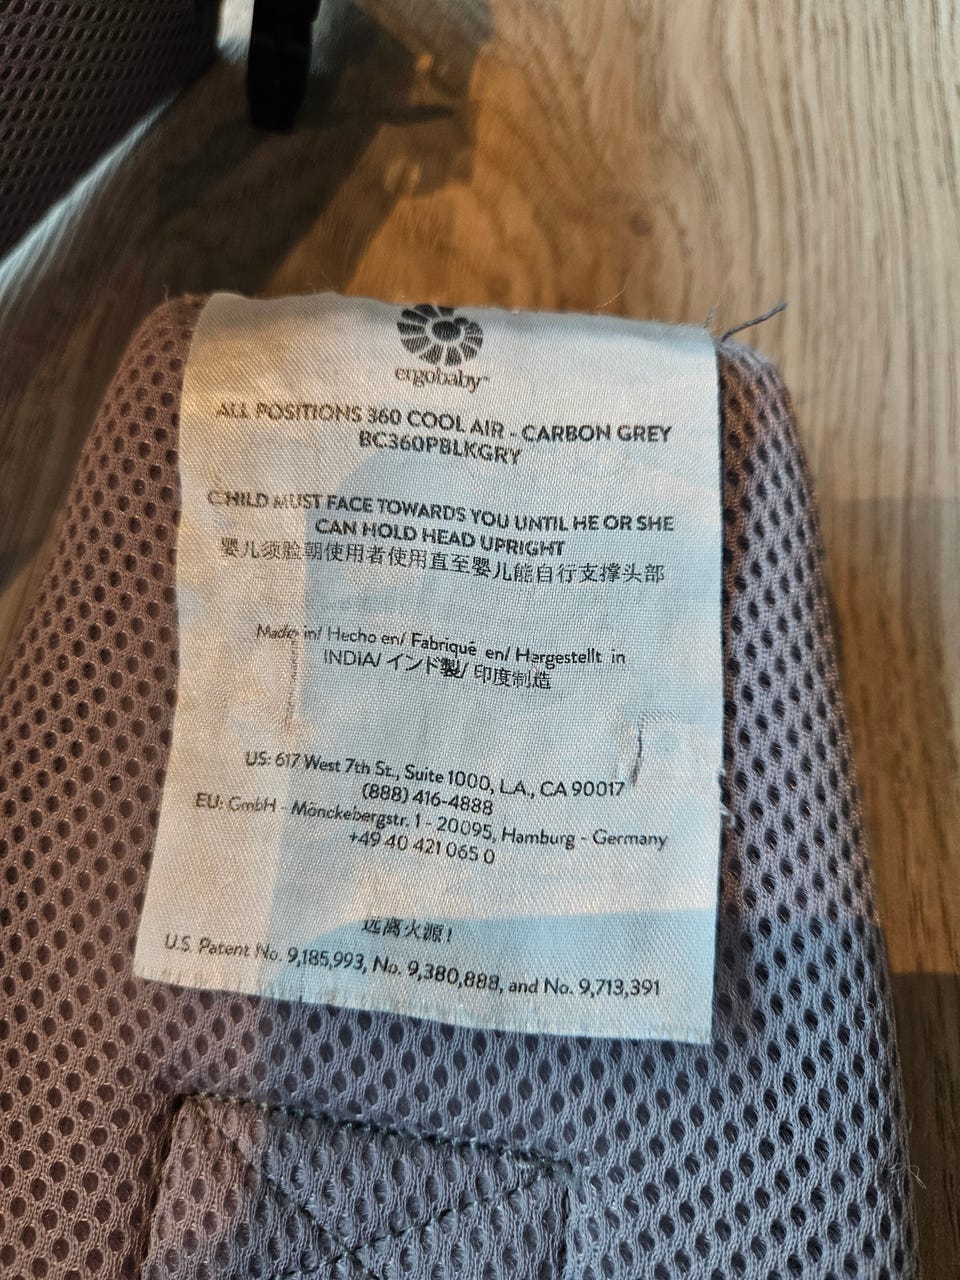 ergobaby™
ALL POSITIONS 360 COOL AIR - CARBON GREY
BC360PBLKGRY
CHILD MUST FACE TOWARDS YOU UNTIL HE OR SHE
CAN HOLD HEAD UPRIGHT
婴儿须脸朝使用者使用直至婴儿能自行支撑头部
Made in/ Hecho en/ Fabriqué en/ Hergestellt in
INDIA/ インド製/ 印度制造
US: 617 West 7th St., Suite 1000, L.A., CA 90017
(888) 416-4888
EU: GmbH - Mönckebergstr. 1 - 20095, Hamburg - Germany
+49 40 421 065 0
远离火源！
U.S. Patent No. 9,185,993, No. 9,380,888, and No. 9,713,391